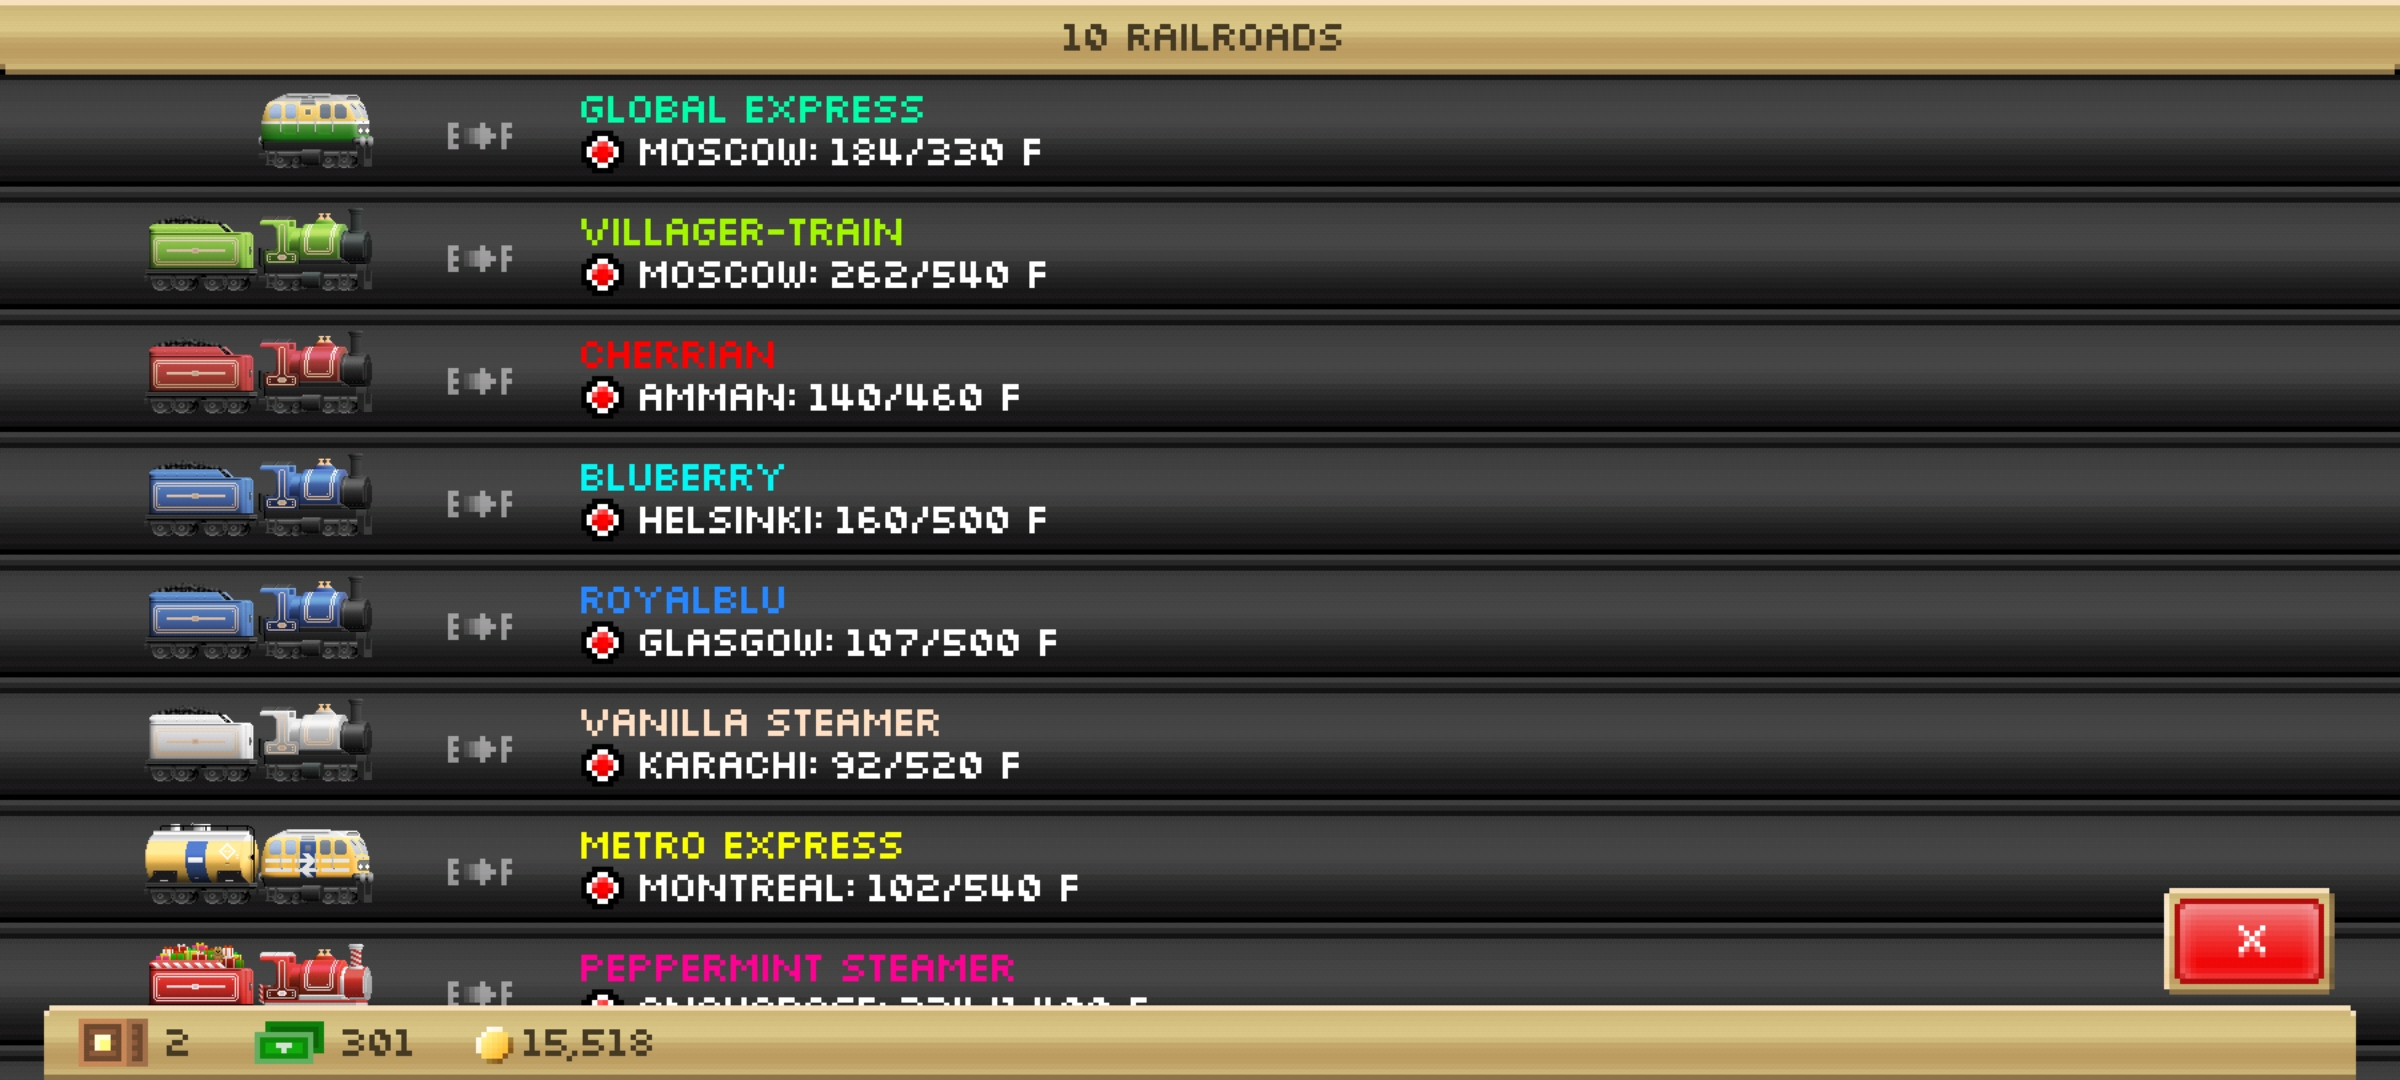 10 RAILROADS
E F
GLOBAL EXPRESS
MOSCOW: 184/330 F
E F
VILLAGER-TRAIN
MOSCOW: 262/540 F
E F
CHERRIAN
AMMAN: 140/460 F
E F
BLUBERRY
HELSINKI: 160/500 F
E F
ROYALBLU
GLASGOW: 107/500 F
E F
VANILLA STEAMER
KARACHI: 92/520 F
E F
METRO EXPRESS
MONTREAL: 102/540 F
E F
PEPPERMINT STEAMER
X
2 301 15,518